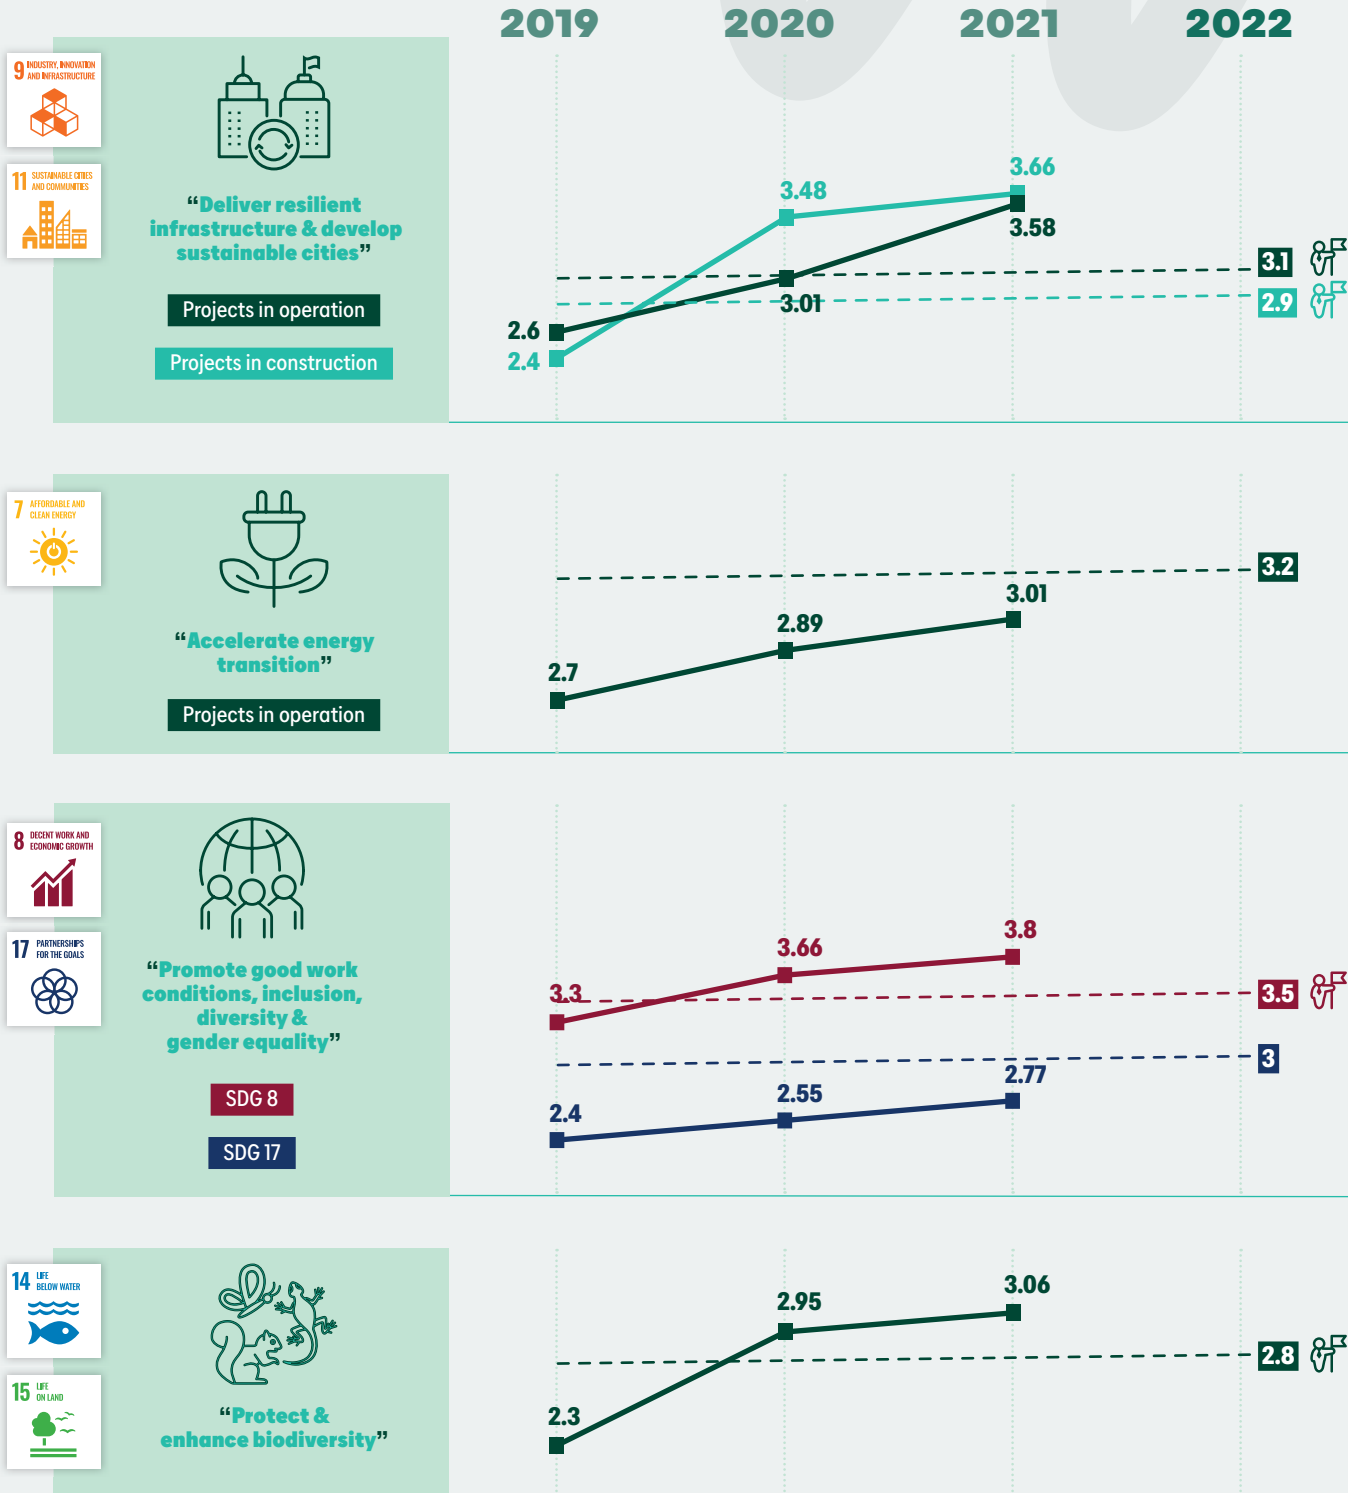 2019 2020 2021 2022
9 INDUSTRY, INNOVATION
AND INFRASTRUCTURE
11 SUSTAINABLE CITIES
AND COMMUNITIES
“Deliver resilient
infrastructure & develop
sustainable cities”
Projects in operation
Projects in construction
3.66
3.48
3.58
3.1
2.9
3.01
2.6
2.4
7 AFFORDABLE AND
CLEAN ENERGY
“Accelerate energy
transition”
Projects in operation
3.2
3.01
2.89
2.7
8 DECENT WORK AND
ECONOMIC GROWTH
17 PARTNERSHIPS
FOR THE GOALS
“Promote good work
conditions, inclusion,
diversity &
gender equality”
SDG 8
SDG 17
3.8
3.66
3.3
3.5
3
2.77
2.55
2.4
14 LIFE
BELOW WATER
15 LIFE
ON LAND
“Protect &
enhance biodiversity”
3.06
2.95
2.8
2.3